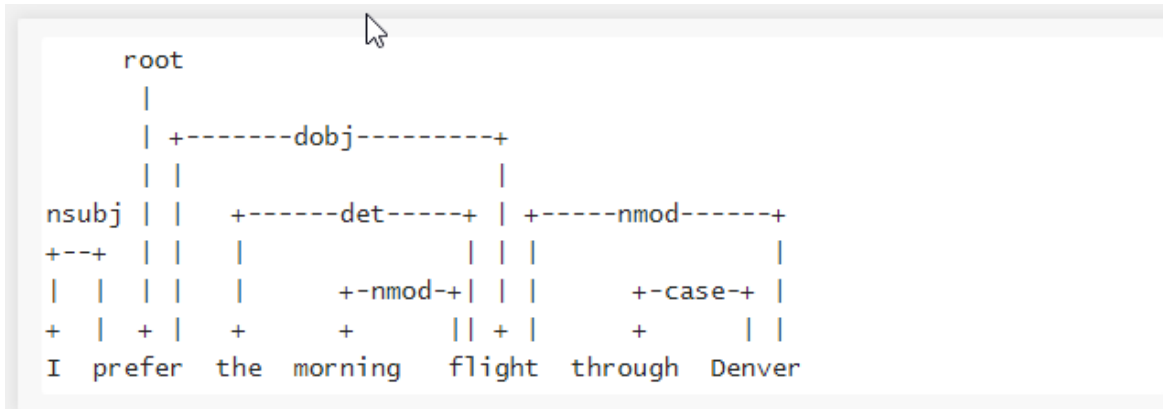 root
|
| +-------dobj---------+
| | |
nsubj | | +------det-----+ | +-----nmod------+
+--+ | | | | | | |
| | | | | +-nmod-+| | | +-case-+ |
+ | + | + + || + | + | |
I prefer the morning flight through Denver